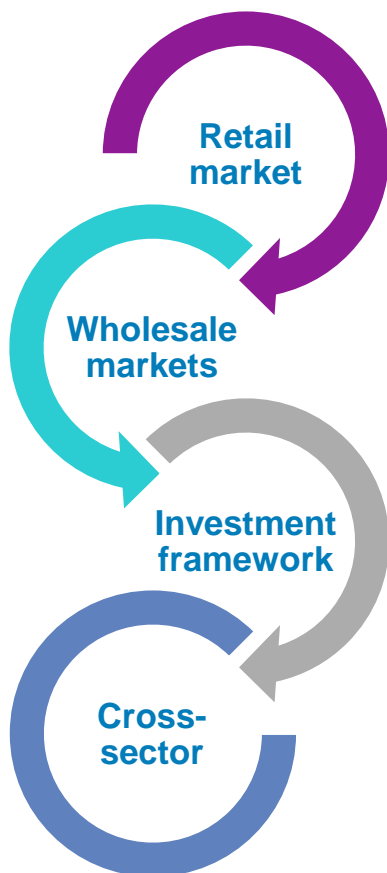 Retail
market
Wholesale
markets
Investment
framework
Cross-
sector